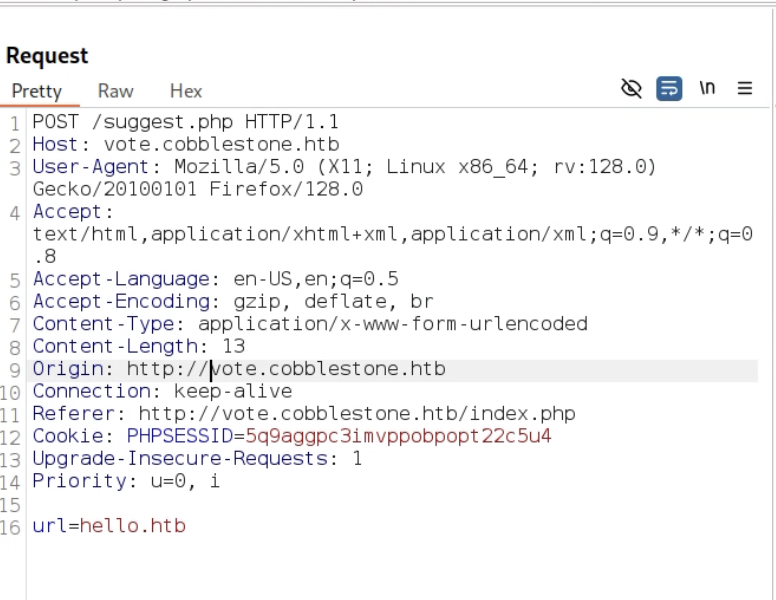 Request
Pretty Raw Hex \n
1 POST /suggest.php HTTP/1.1
2 Host: vote.cobblestone.htb
3 User-Agent: Mozilla/5.0 (X11; Linux x86_64; rv:128.0)
Gecko/20100101 Firefox/128.0
4 Accept:
text/html,application/xhtml+xml,application/xml;q=0.9,*/*;q=0
.8
5 Accept-Language: en-US,en;q=0.5
6 Accept-Encoding: gzip, deflate, br
7 Content-Type: application/x-www-form-urlencoded
8 Content-Length: 13
9 Origin: http://vote.cobblestone.htb
10 Connection: keep-alive
11 Referer: http://vote.cobblestone.htb/index.php
12 Cookie: PHPSESSID=5q9aggpc3imvppobpopt22c5u4
13 Upgrade-Insecure-Requests: 1
14 Priority: u=0, i
15
16 url=hello.htb